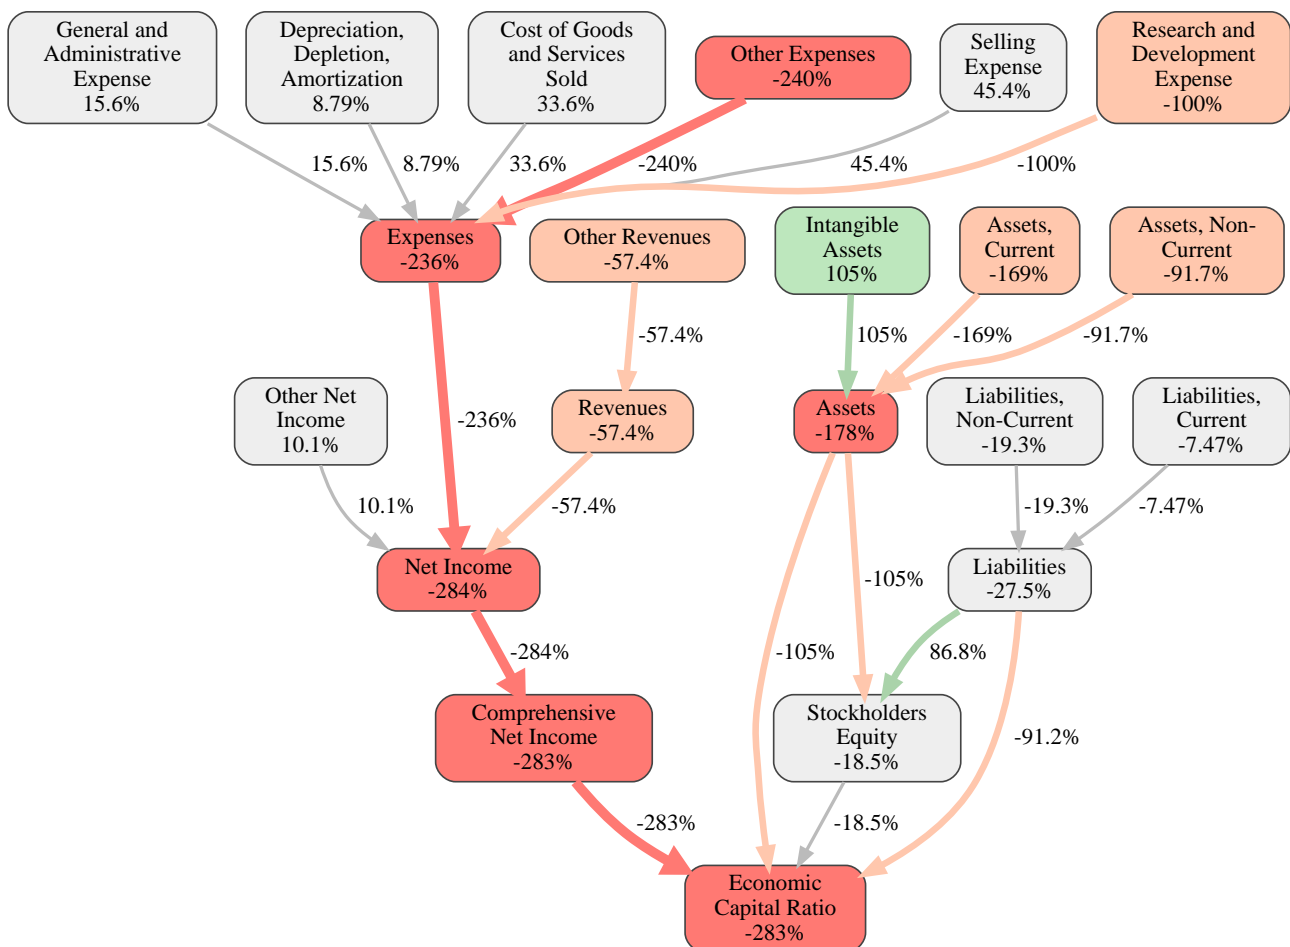 General and
Administrative
Expense
15.6%
Depreciation,
Depletion,
Amortization
8.79%
Cost of Goods
and Services
Sold
33.6%
Other Expenses
-240%
Selling
Expense
45.4%
Research and
Development
Expense
-100%
15.6%
8.79%
33.6%
-240%
45.4%
-100%
Expenses
-236%
Other Revenues
-57.4%
Intangible
Assets
105%
Assets,
Current
-169%
Assets, Non-
Current
-91.7%
-57.4%
105%
-169%
-91.7%
Other Net
Income
10.1%
-236%
Revenues
-57.4%
Assets
-178%
Liabilities,
Non-Current
-19.3%
Liabilities,
Current
-7.47%
10.1%
-57.4%
-19.3%
-7.47%
Net Income
-284%
-105%
Liabilities
-27.5%
-284%
-105%
86.8%
Comprehensive
Net Income
-283%
Stockholders
Equity
-18.5%
-91.2%
-283%
-18.5%
Economic
Capital Ratio
-283%